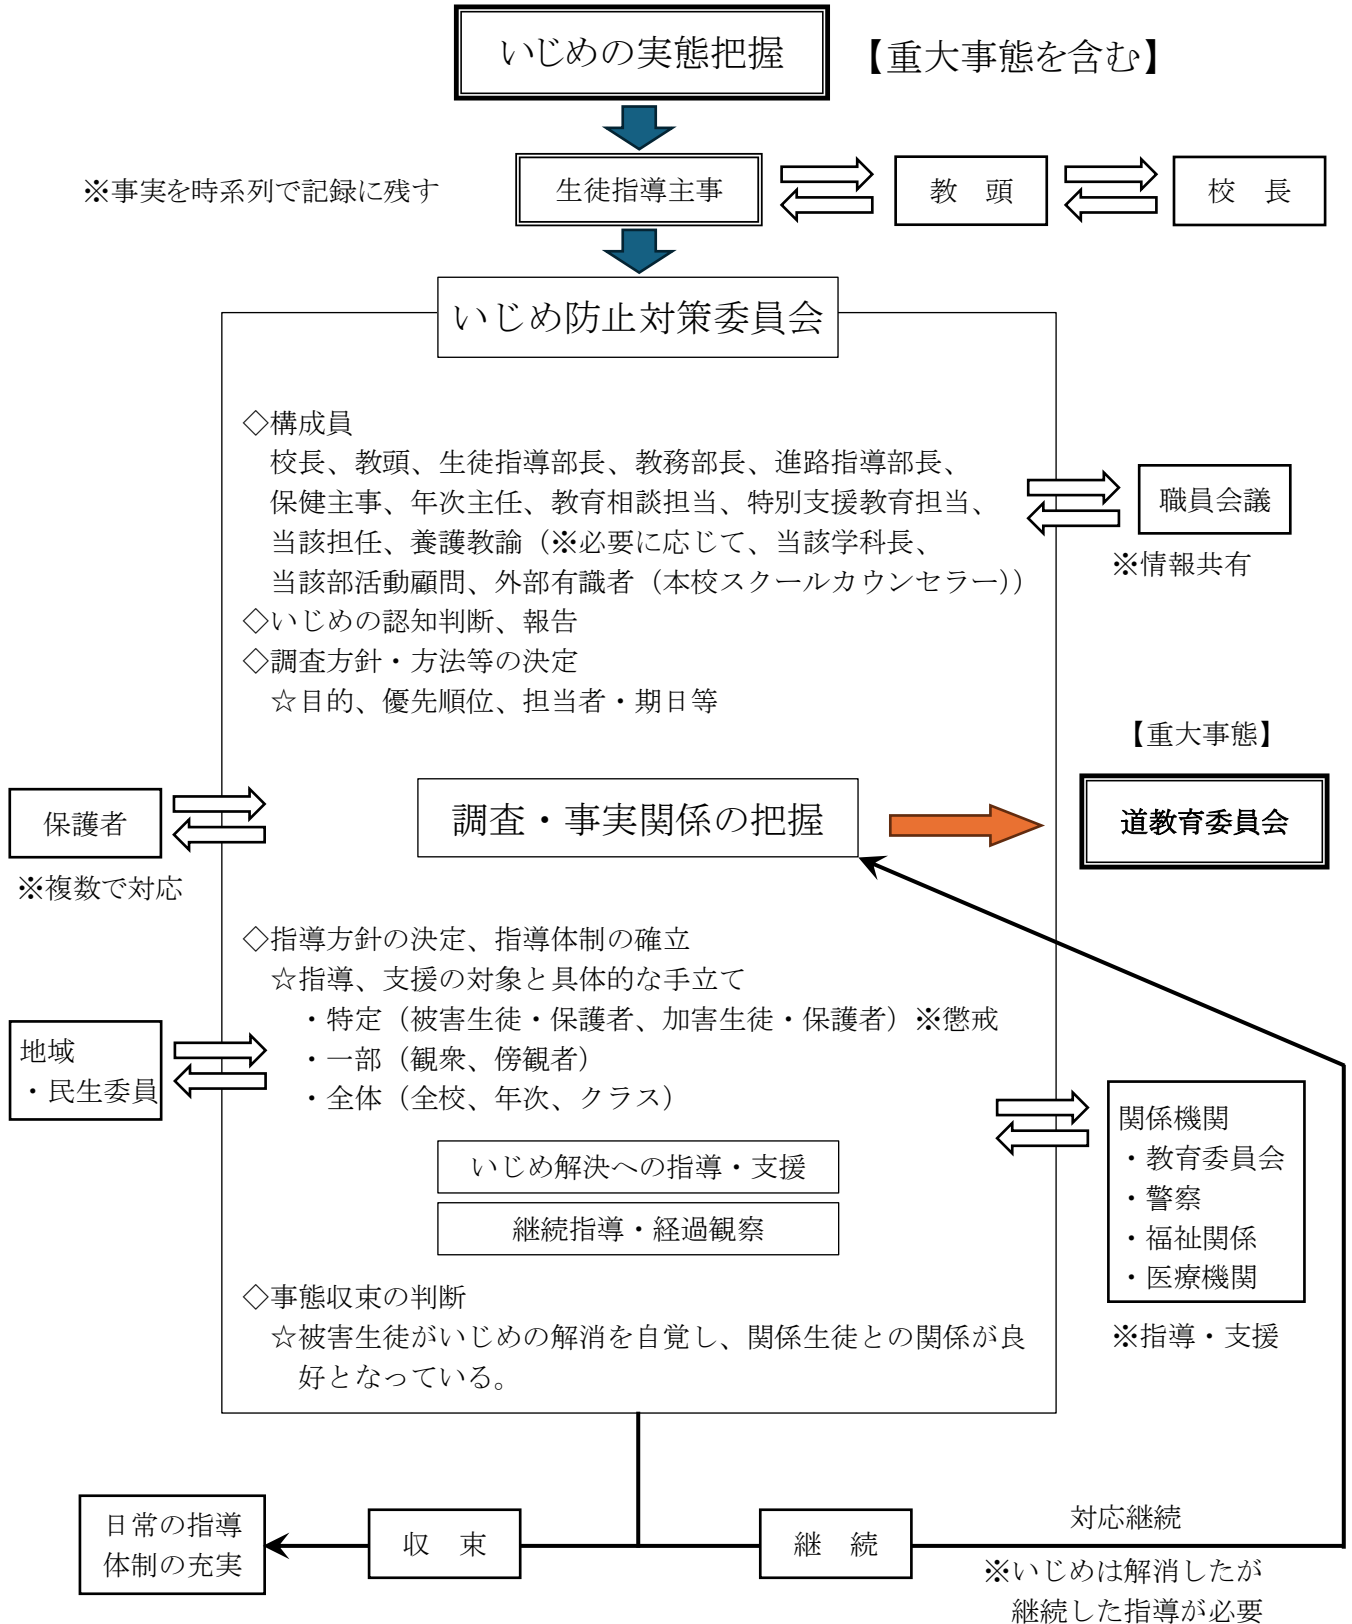 いじめの実態把握
【重大事態を含む】
※事実を時系列で記録に残す
生徒指導主事
教　頭
校　長
いじめ防止対策委員会
◇構成員
校長、教頭、生徒指導部長、教務部長、進路指導部長、
保健主事、年次主任、教育相談担当、特別支援教育担当、
当該担任、養護教諭（※必要に応じて、当該学科長、
当該部活動顧問、外部有識者（本校スクールカウンセラー））
◇いじめの認知判断、報告
◇調査方針・方法等の決定
☆目的、優先順位、担当者・期日等
職員会議
※情報共有
【重大事態】
保護者
※複数で対応
調査・事実関係の把握
道教育委員会
◇指導方針の決定、指導体制の確立
☆指導、支援の対象と具体的な手立て
・特定（被害生徒・保護者、加害生徒・保護者）※懲戒
・一部（観衆、傍観者）
・全体（全校、年次、クラス）
地域
・民生委員
いじめ解決への指導・支援
継続指導・経過観察
関係機関
・教育委員会
・警察
・福祉関係
・医療機関
※指導・支援
◇事態収束の判断
☆被害生徒がいじめの解消を自覚し、関係生徒との関係が良
好となっている。
日常の指導
体制の充実
収　束
継　続
対応継続
※いじめは解消したが
継続した指導が必要